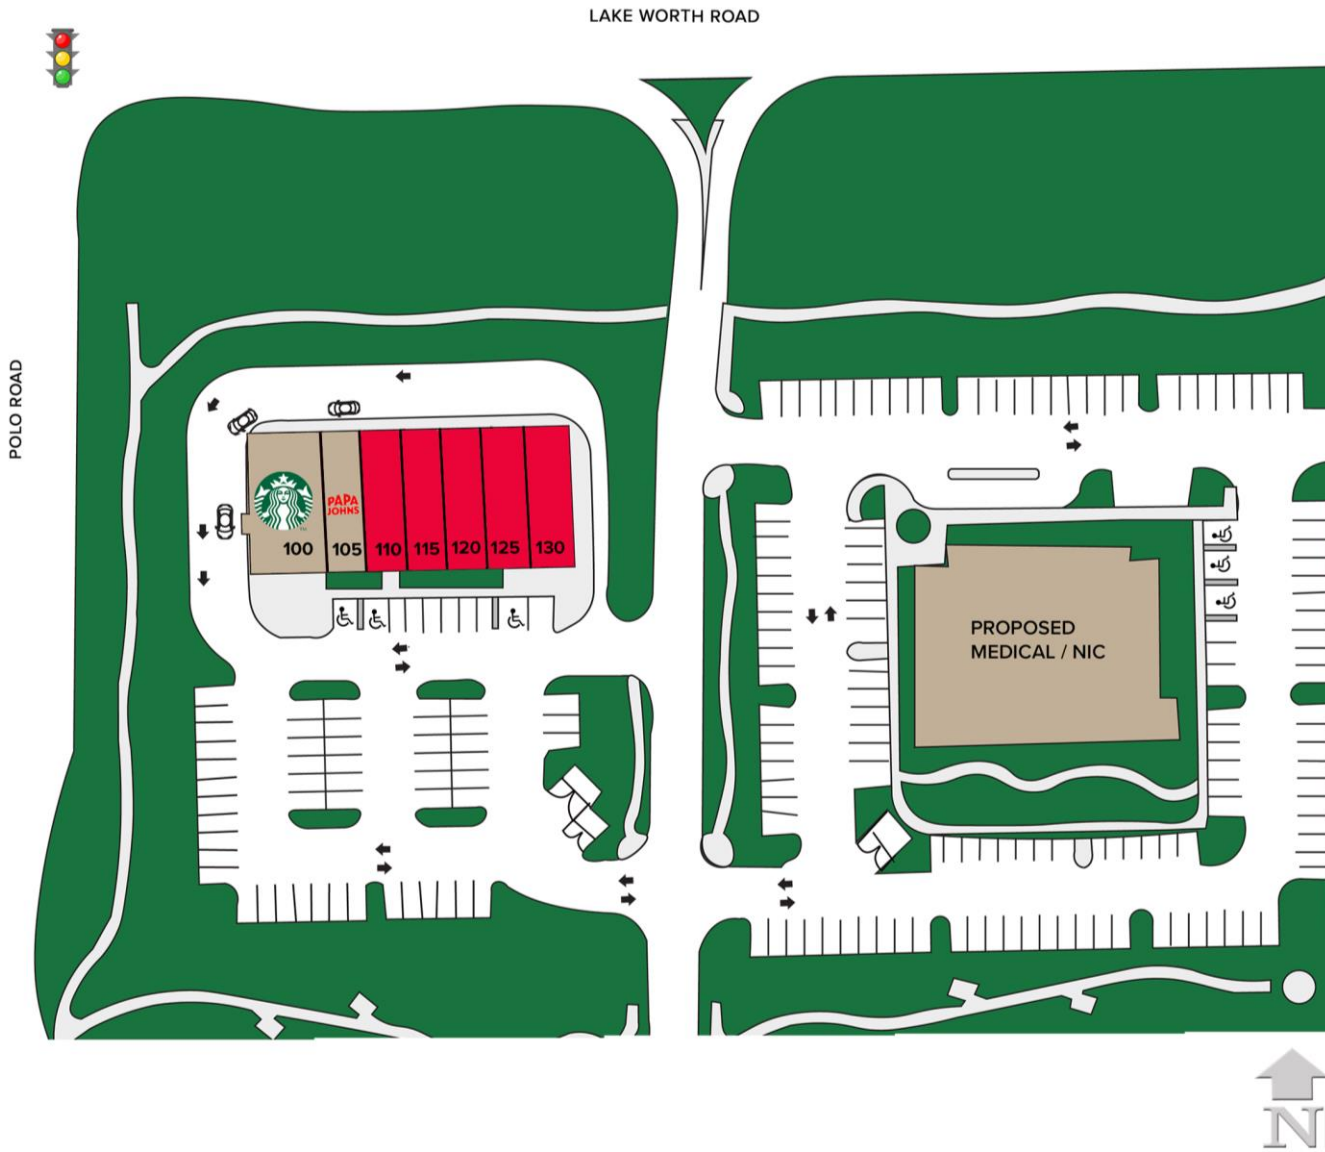 LAKE WORTH ROAD
POLO ROAD
PAPA
JOHNS
100
105
110
115
120
125
130
PROPOSED
MEDICAL / NIC
N